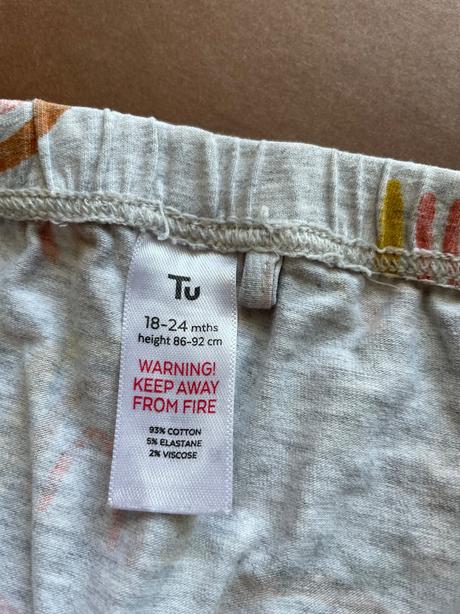 Tu
18-24 mths
height 86-92 cm
WARNING!
KEEP AWAY
FROM FIRE
93% COTTON
5% ELASTANE
2% VISCOSE